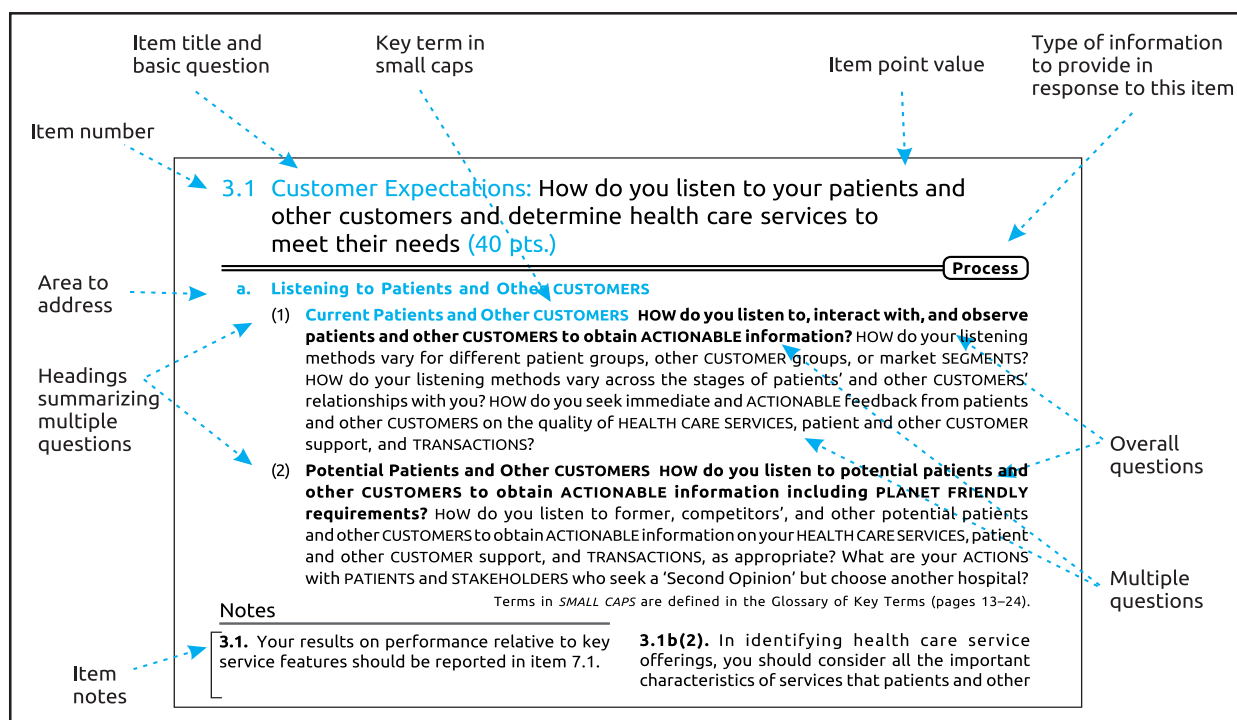 Item title and
basic question
Key term in
small caps
Item point value
Type of information
to provide in
response to this item
Item number
3.1 Customer Expectations: How do you listen to your patients and
other customers and determine health care services to
meet their needs (40 pts.)
Process
Area to
address
a. Listening to Patients and Other CUSTOMERS
(1) Current Patients and Other CUSTOMERS HOW do you listen to, interact with, and observe
patients and other CUSTOMERS to obtain ACTIONABLE information? HOW do your listening
methods vary for different patient groups, other CUSTOMER groups, or market SEGMENTS?
HOW do your listening methods vary across the stages of patients’ and other CUSTOMERS’
relationships with you? HOW do you seek immediate and ACTIONABLE feedback from patients
and other CUSTOMERS on the quality of HEALTH CARE SERVICES, patient and other CUSTOMER
support, and TRANSACTIONS?
Headings
summarizing
multiple
questions
Overall
questions
(2) Potential Patients and Other CUSTOMERS HOW do you listen to potential patients and
other CUSTOMERS to obtain ACTIONABLE information including PLANET FRIENDLY
requirements? HOW do you listen to former, competitors’, and other potential patients
and other CUSTOMERS to obtain ACTIONABLE information on your HEALTH CARE SERVICES, patient
and other CUSTOMER support, and TRANSACTIONS, as appropriate? What are your ACTIONS
with PATIENTS and STAKEHOLDERS who seek a ‘Second Opinion’ but choose another hospital?
Multiple
questions
Terms in SMALL CAPS are defined in the Glossary of Key Terms (pages 13–24).
Notes
Item
notes
3.1. Your results on performance relative to key
service features should be reported in item 7.1.
3.1b(2). In identifying health care service
offerings, you should consider all the important
characteristics of services that patients and other